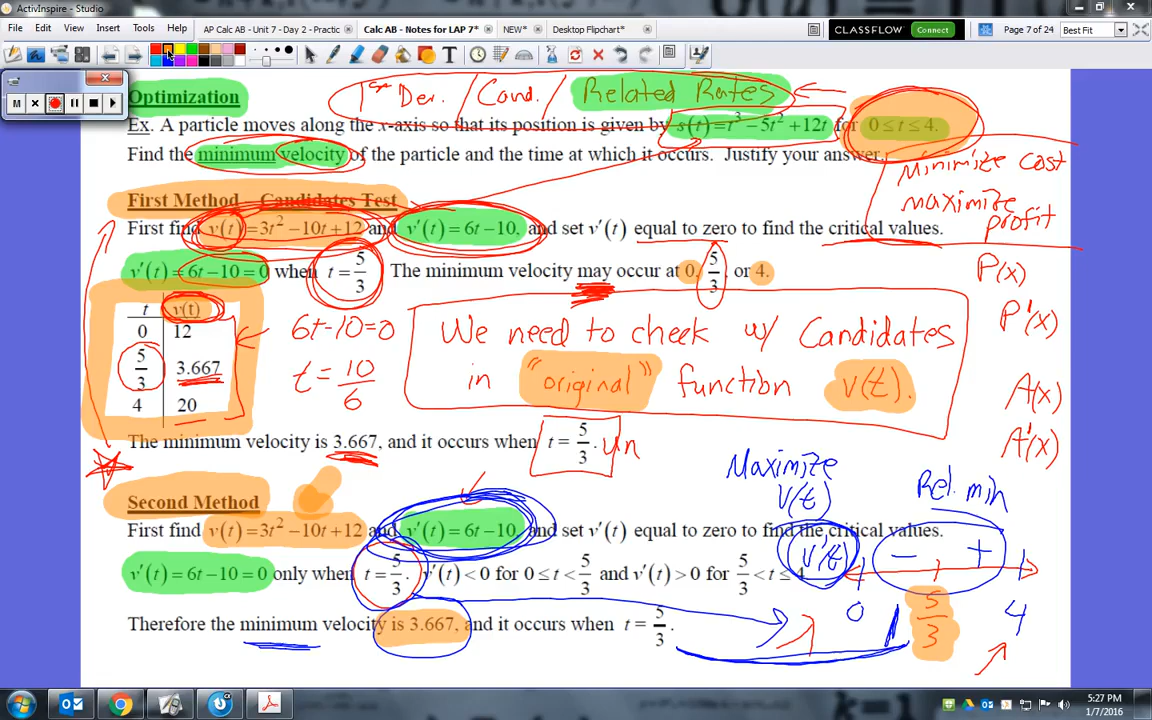 ActivInspire - Studio
File Edit View Insert Tools Help
AP Calc AB - Unit 7 - Day 2 - Practic
Calc AB - Notes for LAP 7*
NEW*
Desktop Flipchart*
CLASSFLOW Connect
Page 7 of 24
Best Fit
Optimization
1st Der. / Cand. / Related Rates
Ex. A particle moves along the x-axis so that its position is given by s(t) = t³ − 5t² + 12t for 0 ≤ t ≤ 4.
Find the minimum velocity of the particle and the time at which it occurs. Justify your answer.
Minimize cost
maximize
profit
First Method – Candidates Test
First find v(t) = 3t² − 10t + 12 and v′(t) = 6t − 10, and set v′(t) equal to zero to find the critical values.
v′(t) = 6t − 10 = 0 when t = 5/3 The minimum velocity may occur at 0, 5/3, or 4.
P(x)
P'(x)
A(x)
A'(x)
t v(t)
0 12
5/3 3.667
4 20
6t-10=0
t = 10/6
We need to check w/ Candidates
in "original" function v(t).
The minimum velocity is 3.667, and it occurs when t = 5/3. un
Maximize
v(t)
Rel. min
Second Method
First find v(t) = 3t² − 10t + 12 and v′(t) = 6t − 10, and set v′(t) equal to zero to find the critical values.
v'(t) − +
0 5/3 4
v′(t) = 6t − 10 = 0 only when t = 5/3. v′(t) < 0 for 0 ≤ t < 5/3 and v′(t) > 0 for 5/3 < t ≤ 4
Therefore the minimum velocity is 3.667, and it occurs when t = 5/3.
5:27 PM
1/7/2016